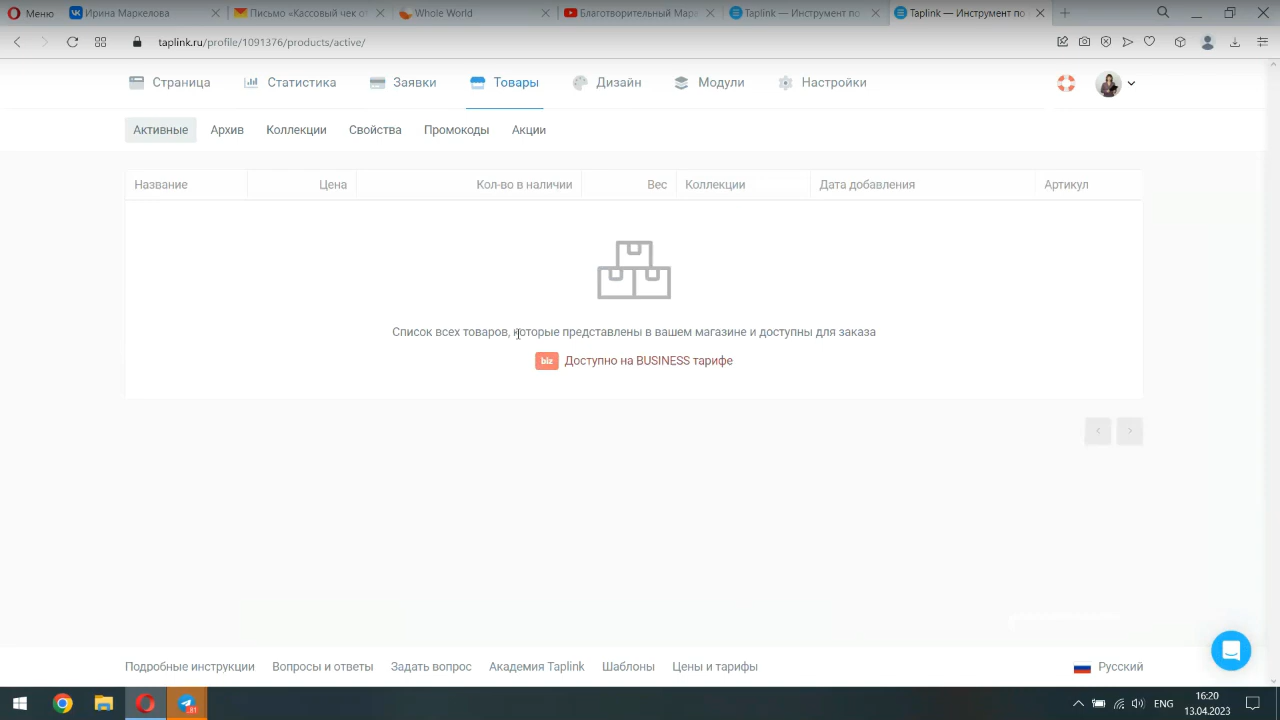 Меню
Ирина Маркелова
Письмо «Кассовый чек о
Whole World
Благотворительный Мара
Taplink — Инструмент по
Taplink — Инструмент по
taplink.ru/profile/1091376/products/active/
Страница
Статистика
Заявки
Товары
Дизайн
Модули
Настройки
Активные
Архив
Коллекции
Свойства
Промокоды
Акции
Название
Цена
Кол-во в наличии
Вес
Коллекции
Дата добавления
Артикул
Список всех товаров, которые представлены в вашем магазине и доступны для заказа
biz Доступно на BUSINESS тарифе
Подробные инструкции
Вопросы и ответы
Задать вопрос
Академия Taplink
Шаблоны
Цены и тарифы
Русский
81
ENG
16:20
13.04.2023